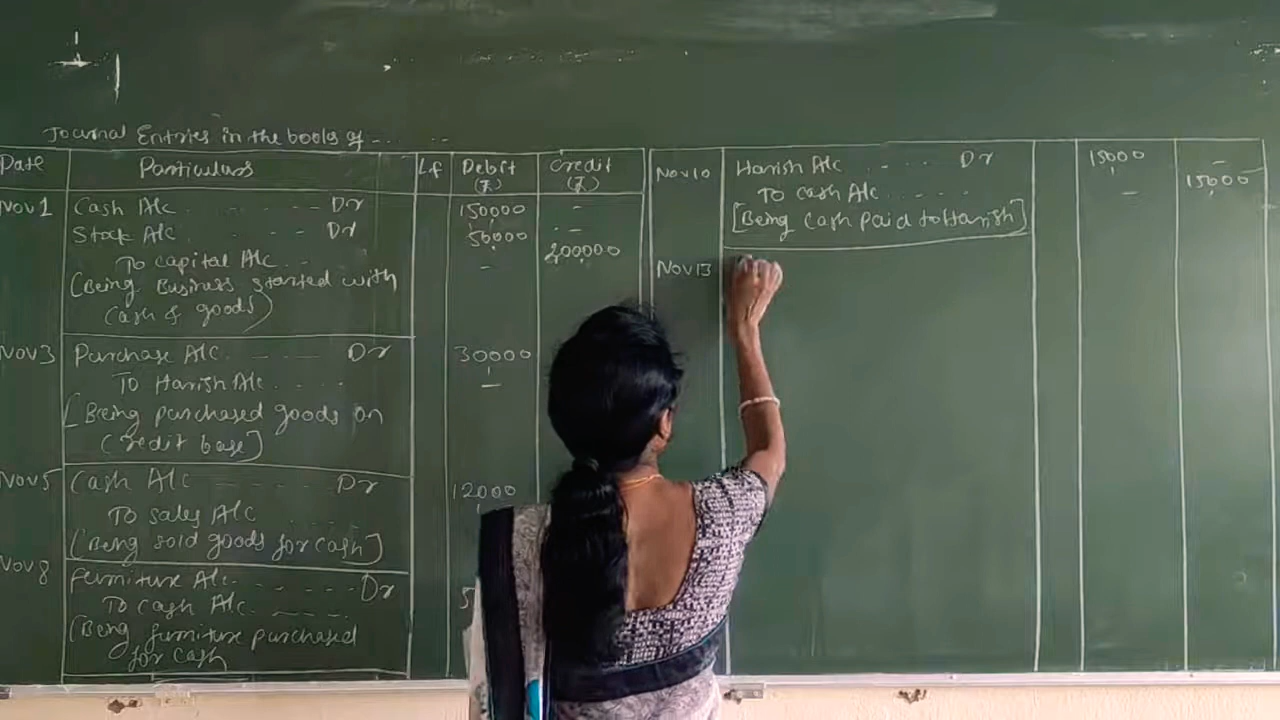 Journal Entries in the books of ... ..
Date Particulars Lf Debit (₹) Credit (₹)
Nov 1 Cash A/c. - - - - - - Dr 150000 -
Stock A/c. - - - - Dr 50000 - -
To capital A/c. - - 200000
[Being Business started with
Cash & goods)
Nov 3 Purchase A/c. - - - - Dr 30000
To Harish A/c. . . . -
[Being purchased goods on
Credit base]
Nov 5 Cash A/c - - - - - - Dr 12000
To sales A/c . . . .
[Being sold goods for cash]
Nov 8 furniture A/c. - - - - - Dr 5
To cash A/c. - - - -.
[Being furniture purchased
for cash
Nov 10 Harish A/c . . . . Dr 15000 -
To cash A/c. . . . . . - 15000
[Being Cash paid to Harish]
Nov 13